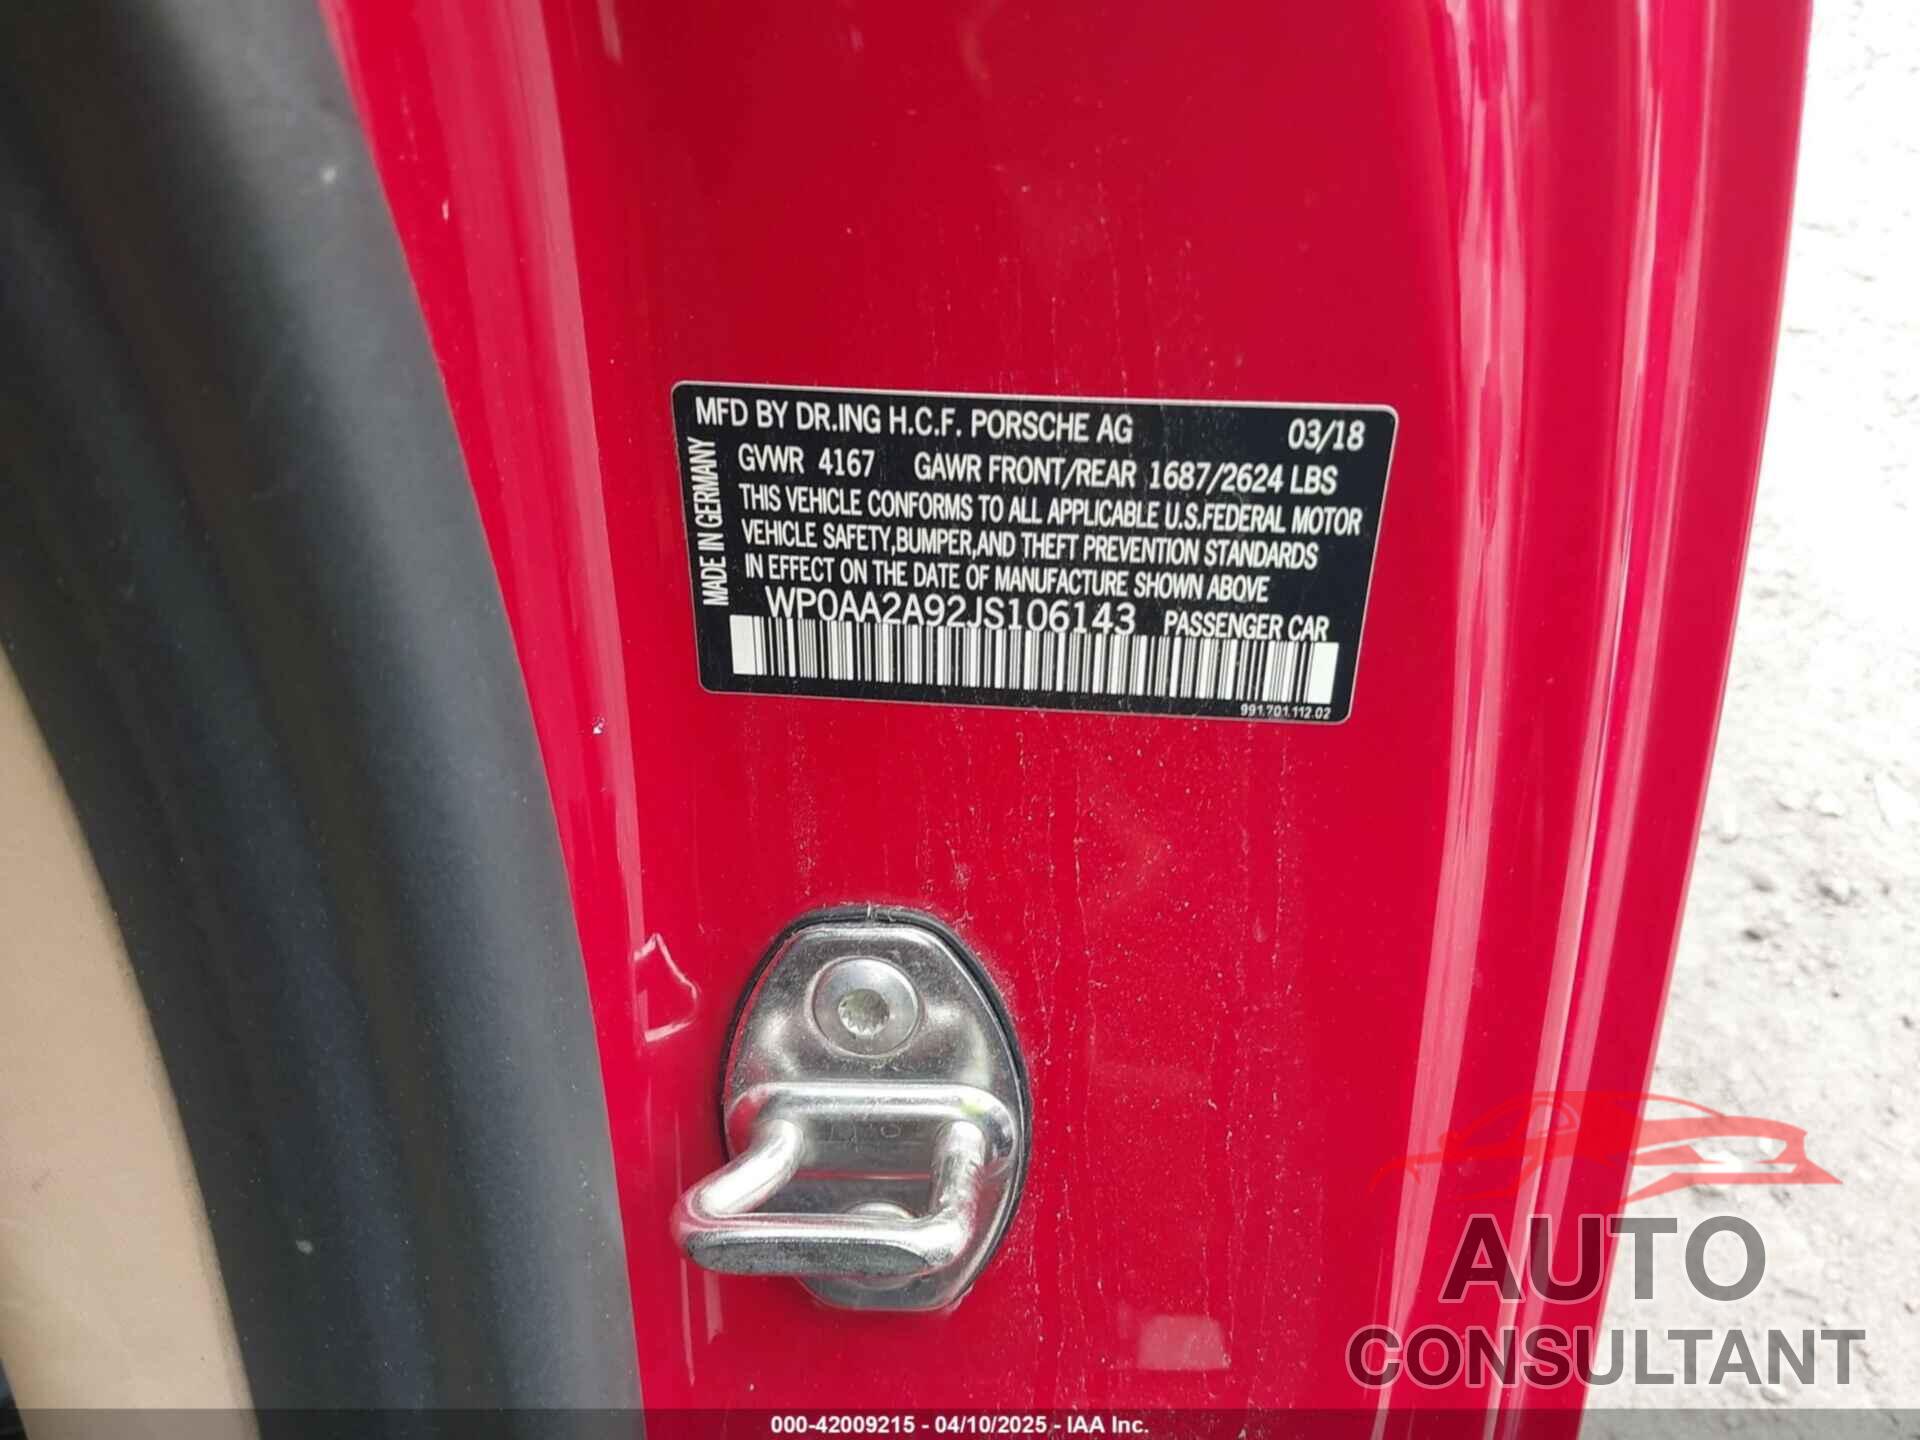 MFD BY DR.ING H.C.F. PORSCHE AG 03/18
GVWR 4167 GAWR FRONT/REAR 1687/2624 LBS
THIS VEHICLE CONFORMS TO ALL APPLICABLE U.S.FEDERAL MOTOR
VEHICLE SAFETY,BUMPER,AND THEFT PREVENTION STANDARDS
IN EFFECT ON THE DATE OF MANUFACTURE SHOWN ABOVE
WP0AA2A92JS106143 PASSENGER CAR
991.701.112.02
MADE IN GERMANY
AUTO
CONSULTANT
000-42009215 - 04/10/2025 - IAA Inc.